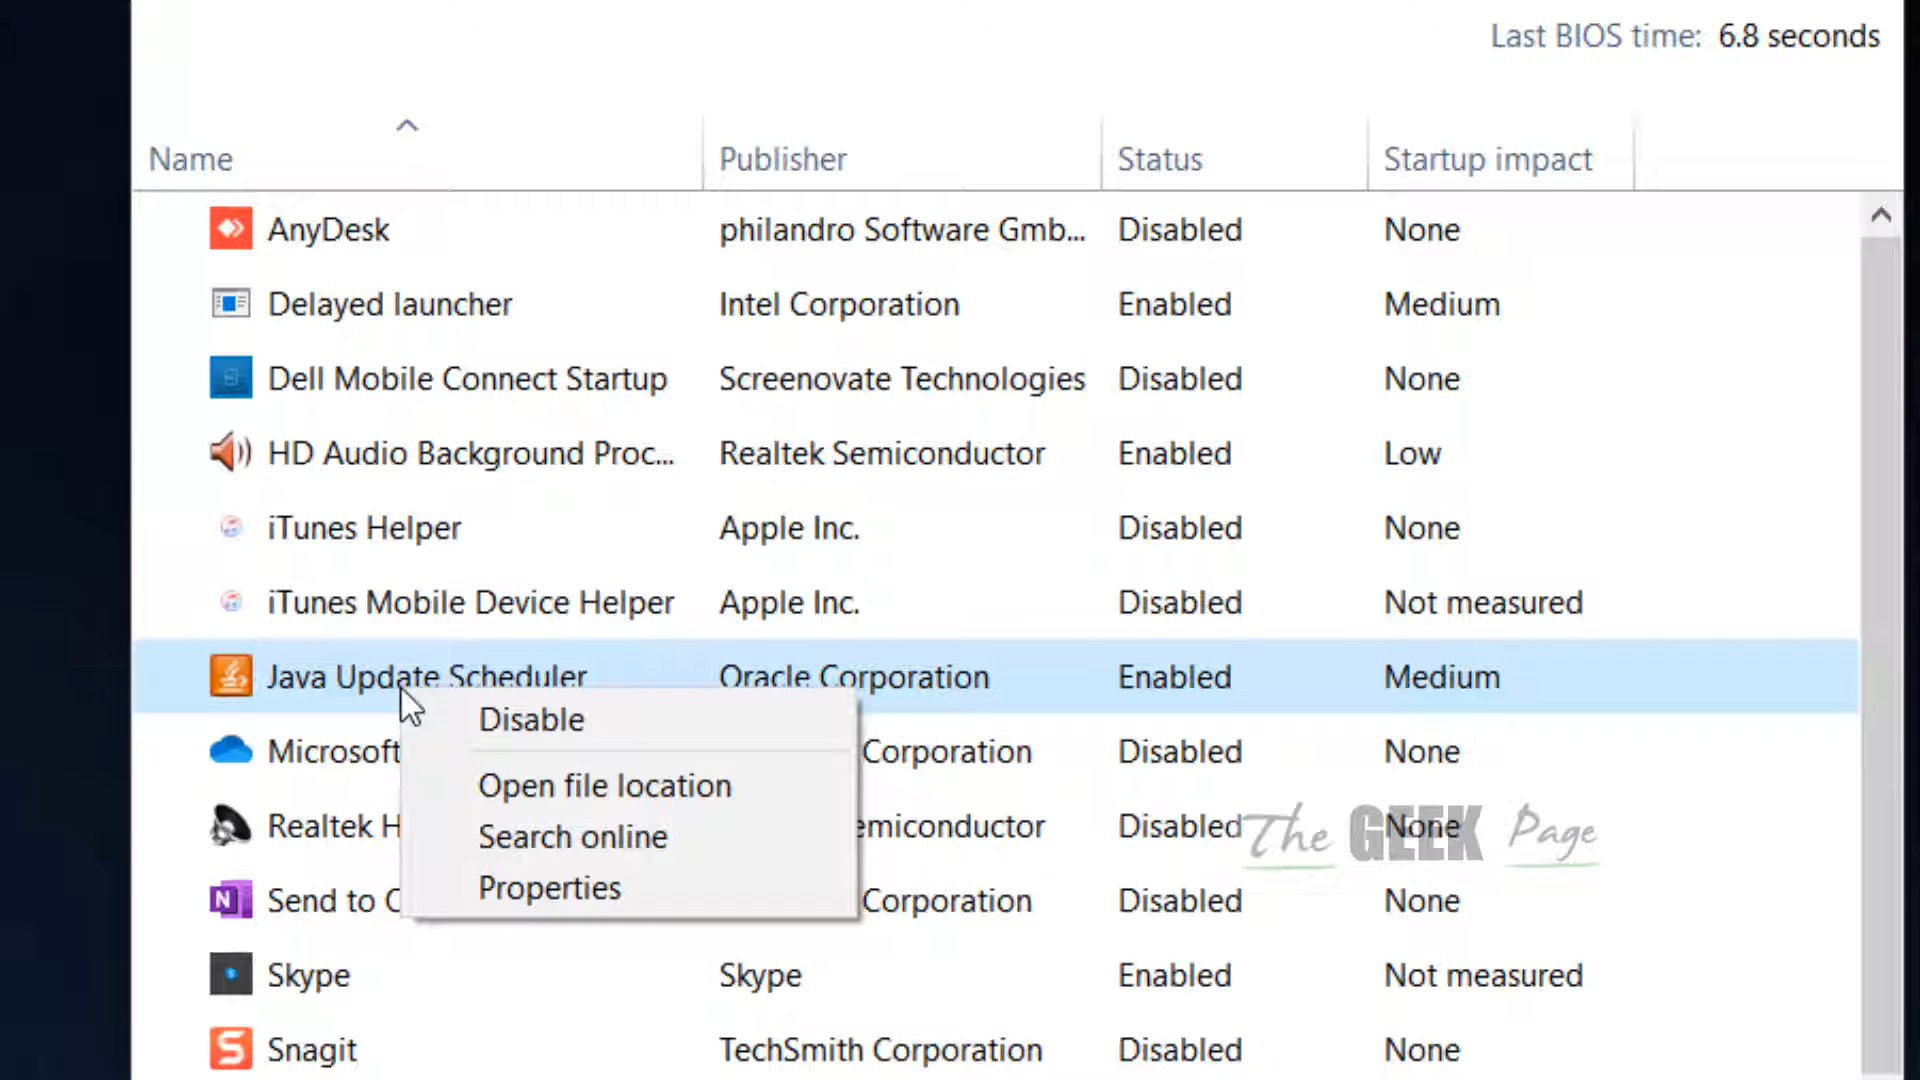 Last BIOS time: 6.8 seconds
Name Publisher Status Startup impact
AnyDesk philandro Software Gmb... Disabled None
Delayed launcher Intel Corporation Enabled Medium
Dell Mobile Connect Startup Screenovate Technologies Disabled None
HD Audio Background Proc... Realtek Semiconductor Enabled Low
iTunes Helper Apple Inc. Disabled None
iTunes Mobile Device Helper Apple Inc. Disabled Not measured
Java Update Scheduler Oracle Corporation Enabled Medium
Disable
Microsoft Corporation Disabled None
Open file location
Realtek H emiconductor Disabled None
Search online
The GEEK Page
Properties
Send to Corporation Disabled None
Skype Skype Enabled Not measured
Snagit TechSmith Corporation Disabled None